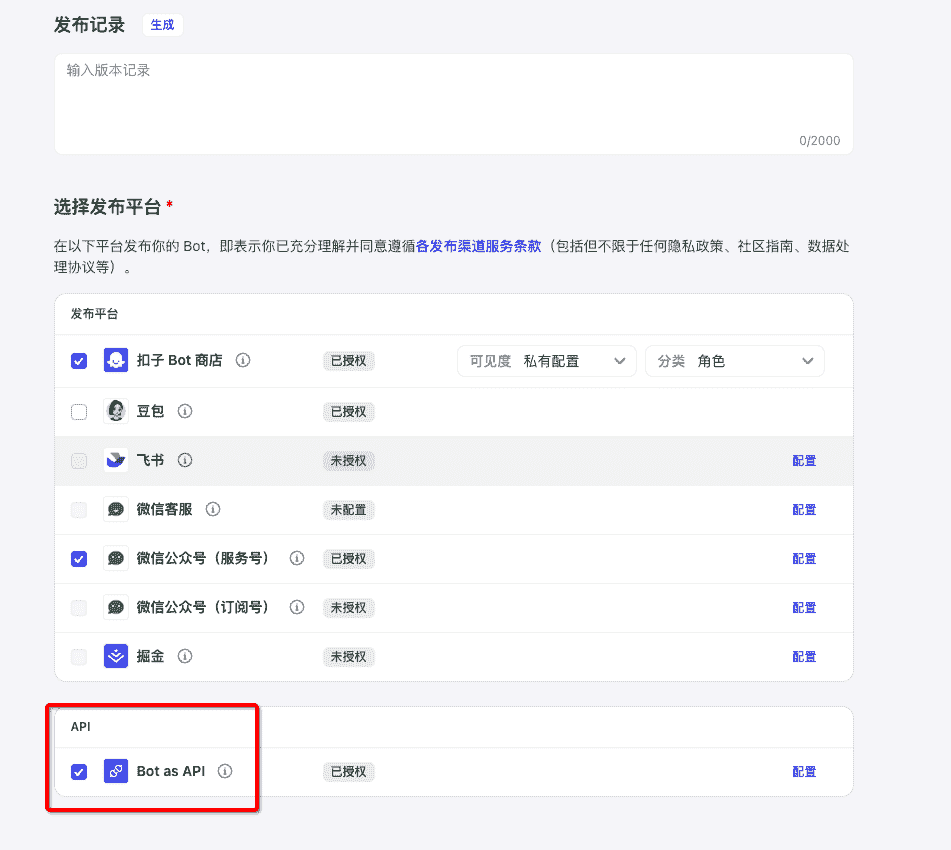 发布记录 生成
输入版本记录
0/2000
选择发布平台 *
在以下平台发布你的 Bot，即表示你已充分理解并同意遵循各发布渠道服务条款（包括但不限于任何隐私政策、社区指南、数据处
理协议等）。
发布平台
扣子 Bot 商店 已授权 可见度 私有配置 分类 角色
豆包 已授权
飞书 未授权 配置
微信客服 未配置 配置
微信公众号（服务号） 已授权 配置
微信公众号（订阅号） 未授权 配置
掘金 未授权 配置
API
Bot as API 已授权 配置